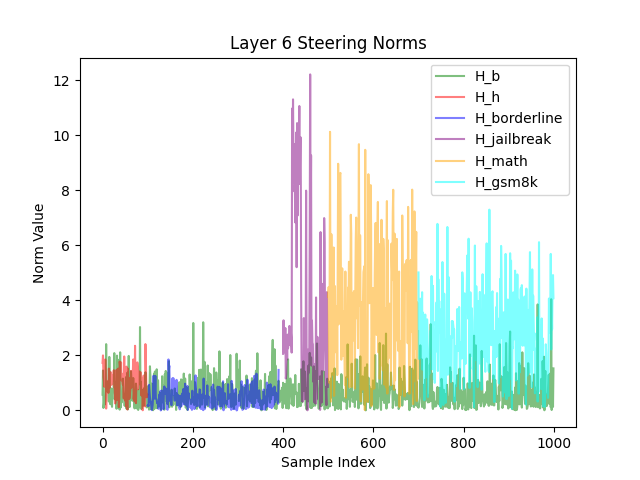 Layer 6 Steering Norms
H_b
H_h
H_borderline
H_jailbreak
H_math
H_gsm8k
Norm Value
12
10
8
6
4
2
0
0 200 400 600 800 1000
Sample Index